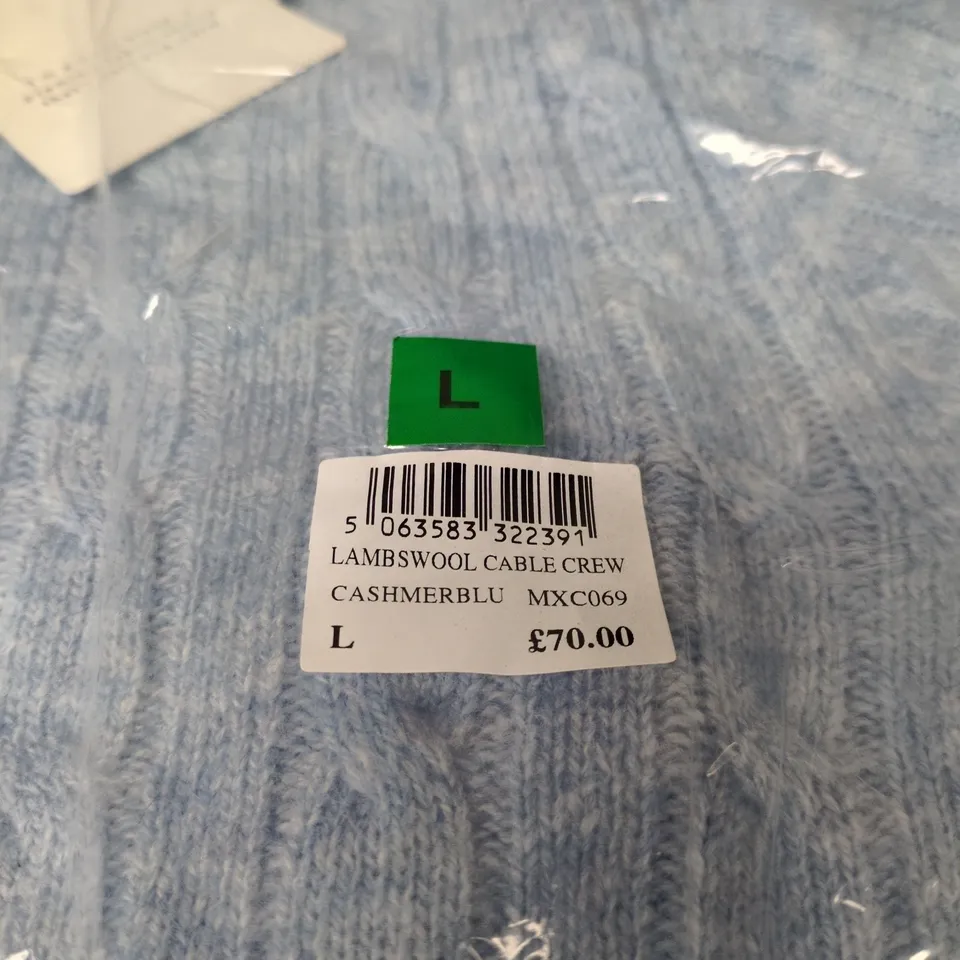 L
5 063583 322391
LAMBSWOOL CABLE CREW
CASHMERBLU MXC069
L £70.00